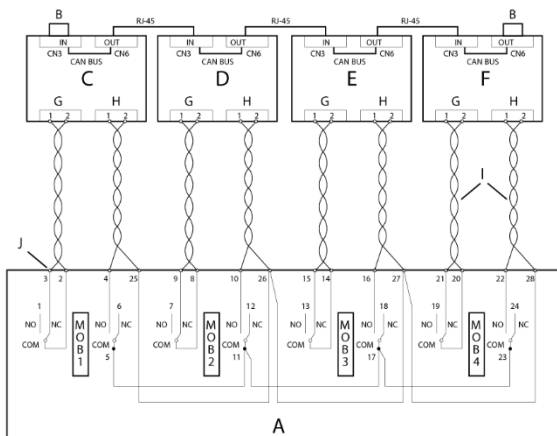 B RJ-45 RJ-45 RJ-45 B
IN OUT IN OUT IN OUT IN OUT
CN3 CN6 CN3 CN6 CN3 CN6 CN3 CN6
CAN BUS CAN BUS CAN BUS CAN BUS
C D E F
G H G H G H G H
1 2 1 2 1 2 1 2 1 2 1 2 1 2 1 2
I
J
3 2 4 25 9 8 10 26 15 14 16 27 21 20 22 28
1 6 7 12 13 18 19 24
NO NC NO NC NO NC NO NC NO NC NO NC NO NC NO NC
MOB1 MOB2 MOB3 MOB4
COM COM COM COM COM COM COM COM
5 11 17 23
A